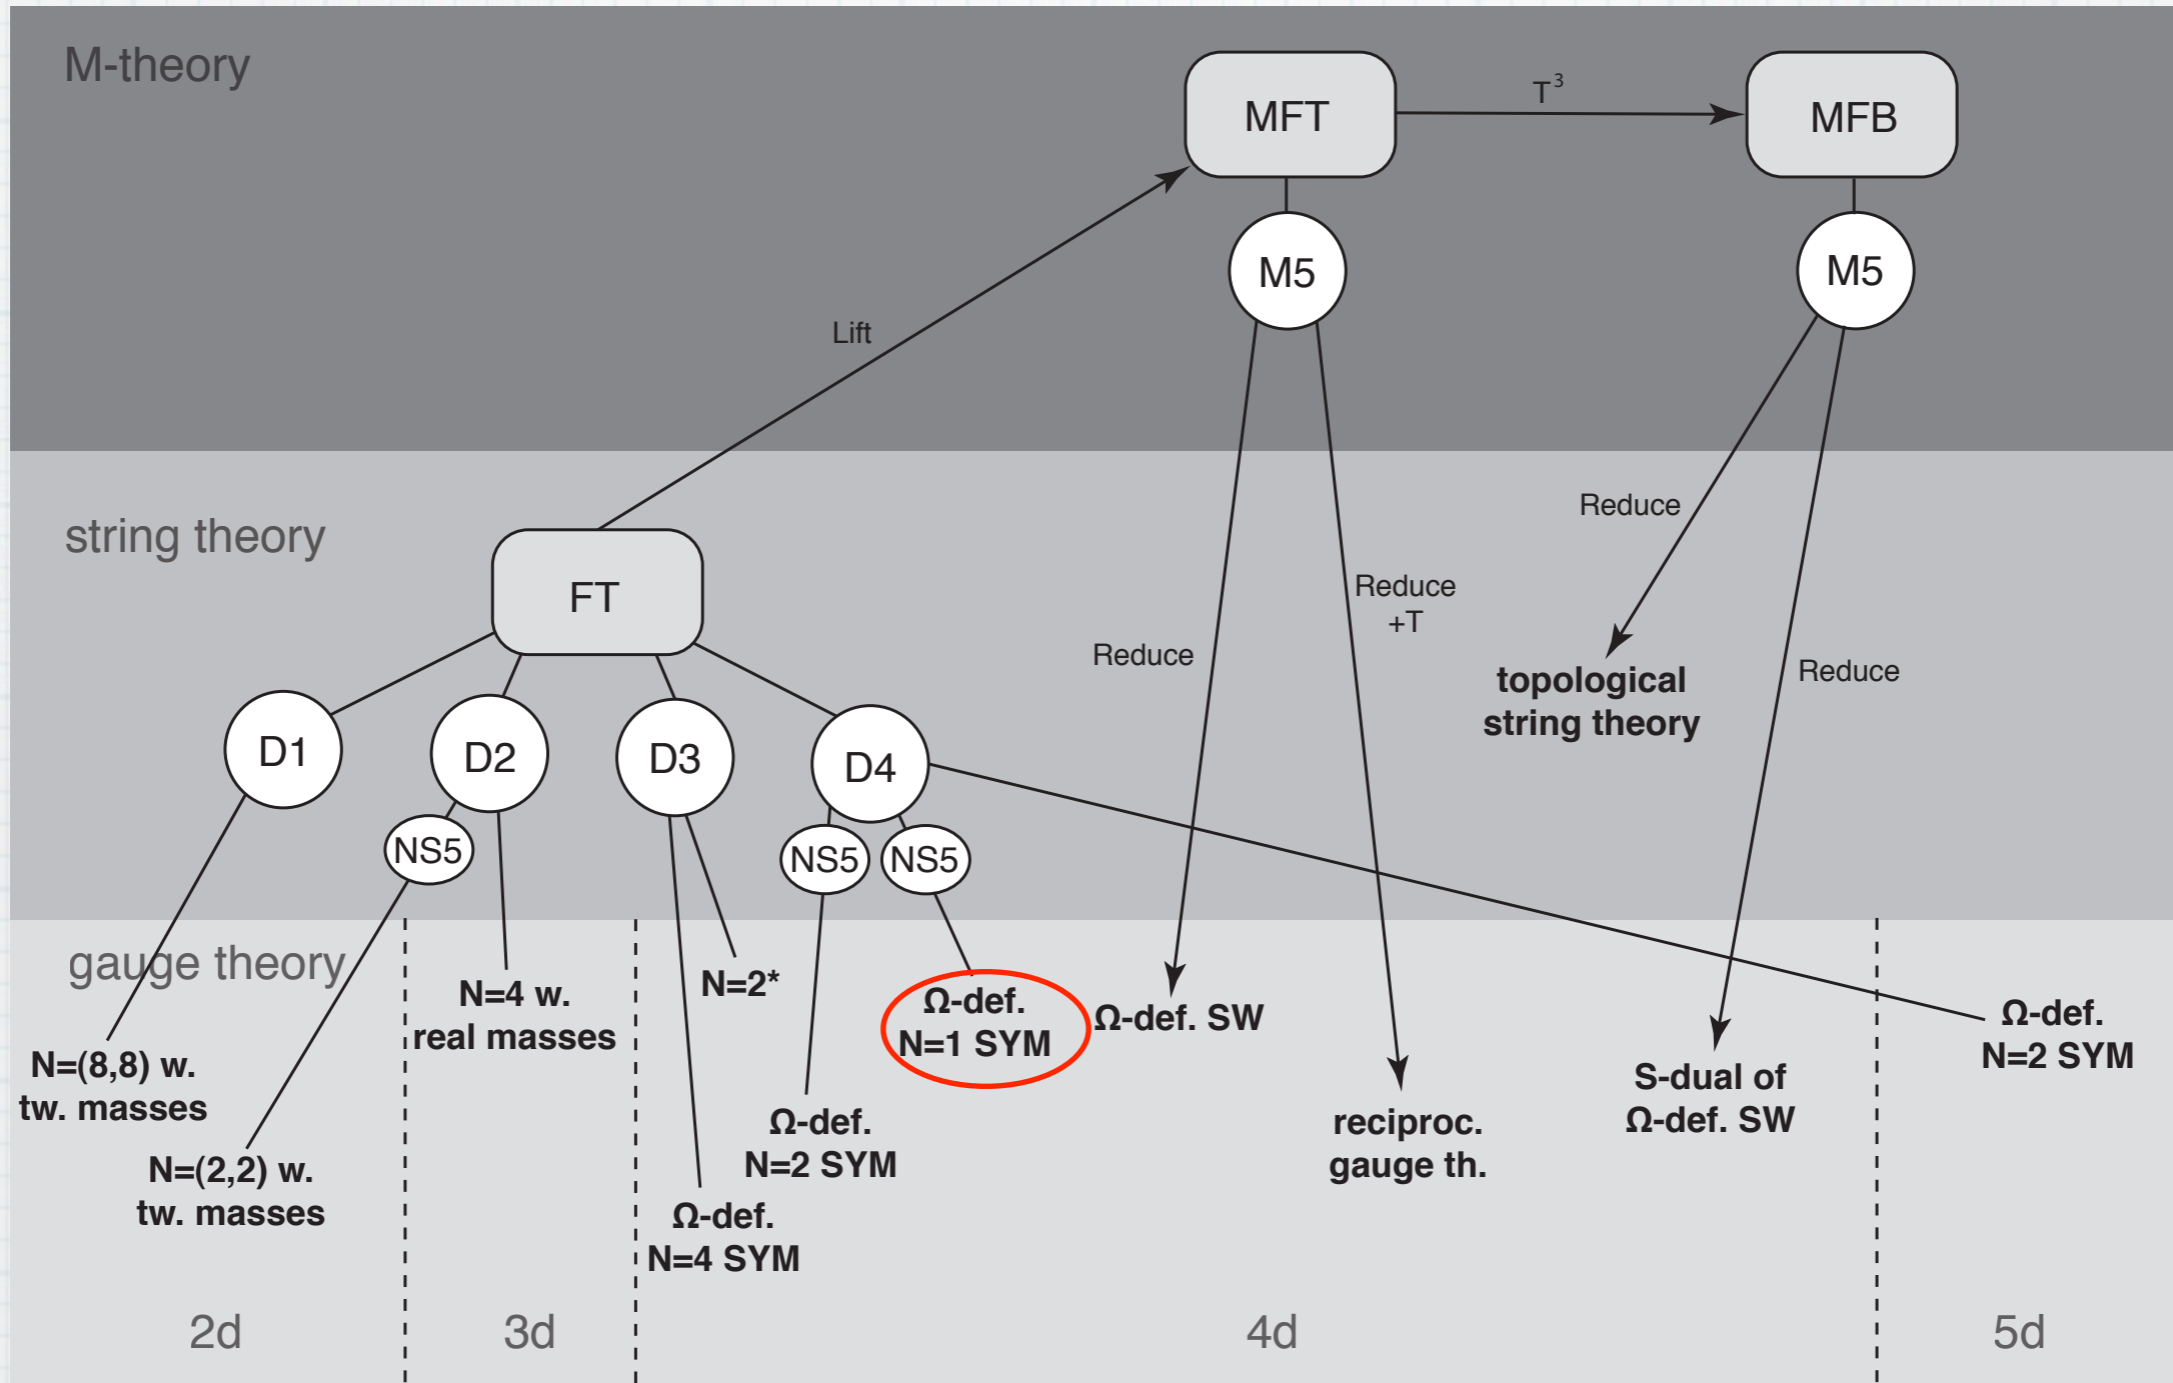 M-theory
MFT
T³
MFB
M5
M5
Lift
string theory
FT
Reduce
Reduce
+T
Reduce
Reduce
topological
string theory
Reduce
D1
D2
D3
D4
NS5
NS5
NS5
gauge theory
N=4 w.
real masses
N=2*
Ω-def.
N=1 SYM
Ω-def. SW
Ω-def.
N=2 SYM
N=(8,8) w.
tw. masses
S-dual of
Ω-def. SW
Ω-def.
N=2 SYM
reciproc.
gauge th.
N=(2,2) w.
tw. masses
Ω-def.
N=4 SYM
2d
3d
4d
5d